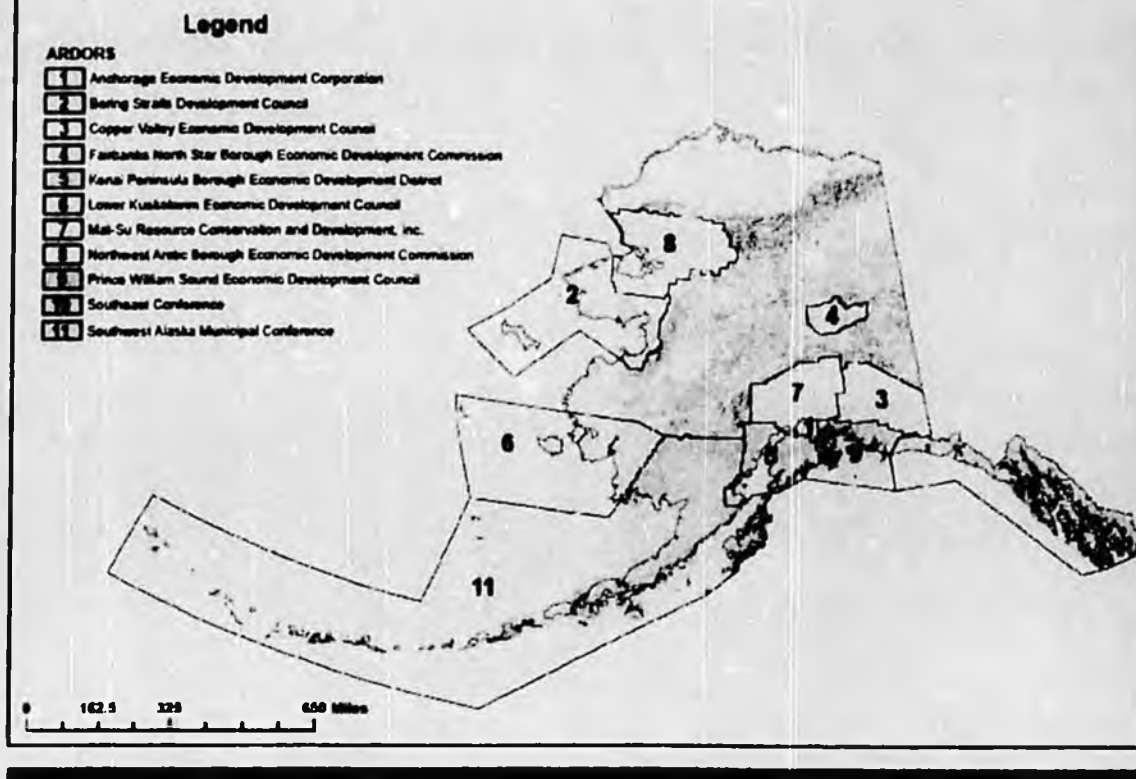 Legend
ARDORS
1 Anchorage Economic Development Corporation
2 Bering Straits Development Council
3 Copper Valley Economic Development Council
4 Fairbanks North Star Borough Economic Development Commission
5 Kenai Peninsula Borough Economic Development District
6 Lower Kuskokwim Economic Development Council
7 Mat-Su Resource Conservation and Development, inc.
8 Northwest Arctic Borough Economic Development Commission
9 Prince William Sound Economic Development Council
10 Southeast Conference
11 Southwest Alaska Municipal Conference
8
2
4
7
3
6
1
9
11
0 162.5 325 650 Miles